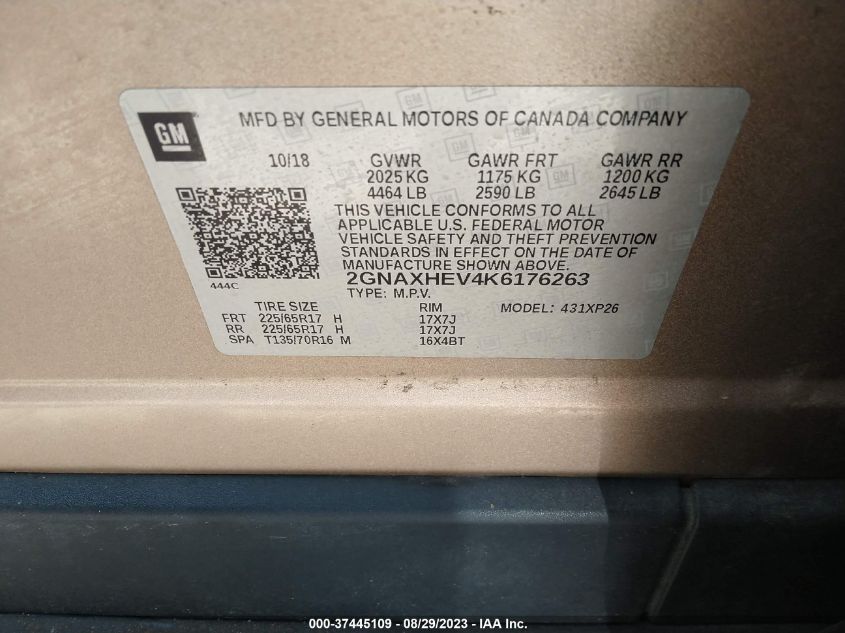 GM
MFD BY GENERAL MOTORS OF CANADA COMPANY
10/18 GVWR GAWR FRT GAWR RR
2025 KG 1175 KG 1200 KG
4464 LB 2590 LB 2645 LB
THIS VEHICLE CONFORMS TO ALL
APPLICABLE U.S. FEDERAL MOTOR
VEHICLE SAFETY AND THEFT PREVENTION
STANDARDS IN EFFECT ON THE DATE OF
MANUFACTURE SHOWN ABOVE.
444C
2GNAXHEV4K6176263
TYPE: M.P.V.
TIRE SIZE RIM MODEL: 431XP26
FRT 225/65R17 H 17X7J
RR 225/65R17 H 17X7J
SPA T135/70R16 M 16X4BT
000-37445109 - 08/29/2023 - IAA Inc.